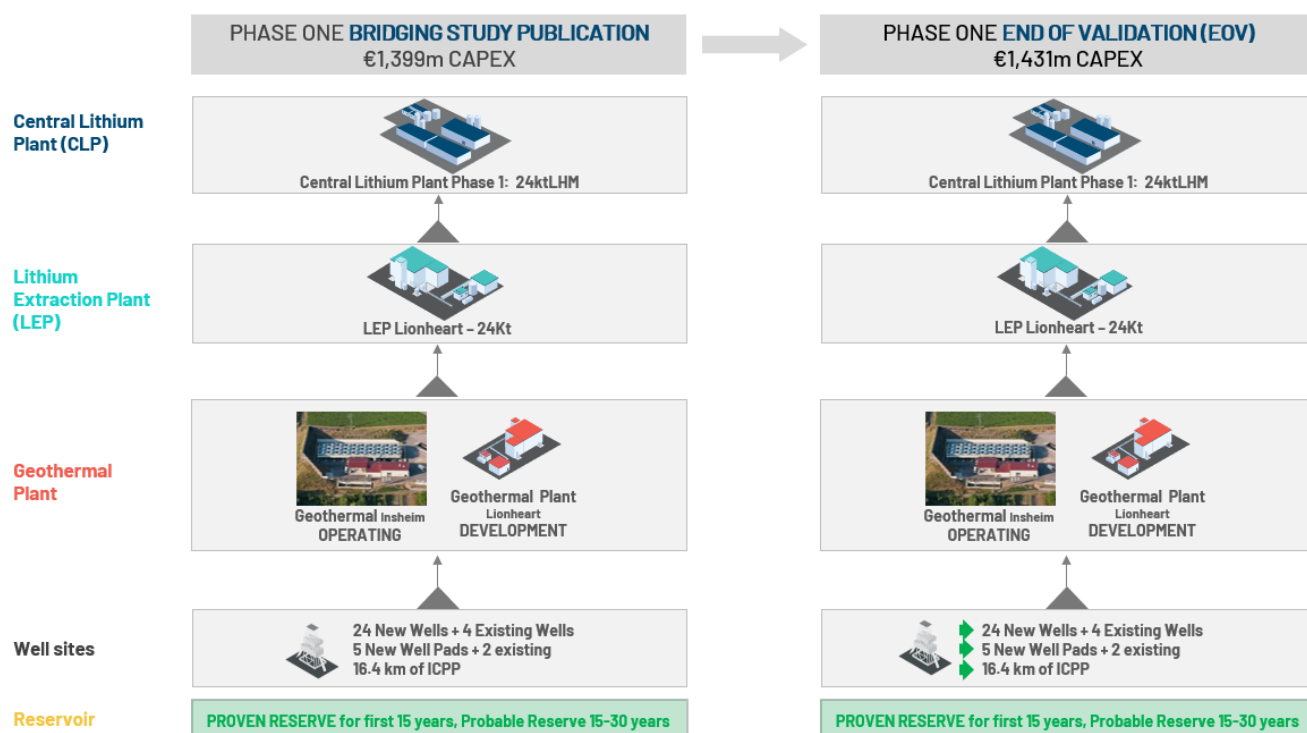 PHASE ONE BRIDGING STUDY PUBLICATION
€1,399m CAPEX
PHASE ONE END OF VALIDATION (EOV)
€1,431m CAPEX
Central Lithium
Plant (CLP)
Central Lithium Plant Phase 1: 24ktLHM
Central Lithium Plant Phase 1: 24ktLHM
Lithium
Extraction Plant
(LEP)
LEP Lionheart – 24Kt
LEP Lionheart – 24Kt
Geothermal
Plant
Geothermal Insheim
OPERATING
Geothermal Plant
Lionheart
DEVELOPMENT
Geothermal Insheim
OPERATING
Geothermal Plant
Lionheart
DEVELOPMENT
Well sites
24 New Wells + 4 Existing Wells
5 New Well Pads + 2 existing
16.4 km of ICPP
24 New Wells + 4 Existing Wells
5 New Well Pads + 2 existing
16.4 km of ICPP
Reservoir
PROVEN RESERVE for first 15 years, Probable Reserve 15-30 years
PROVEN RESERVE for first 15 years, Probable Reserve 15-30 years